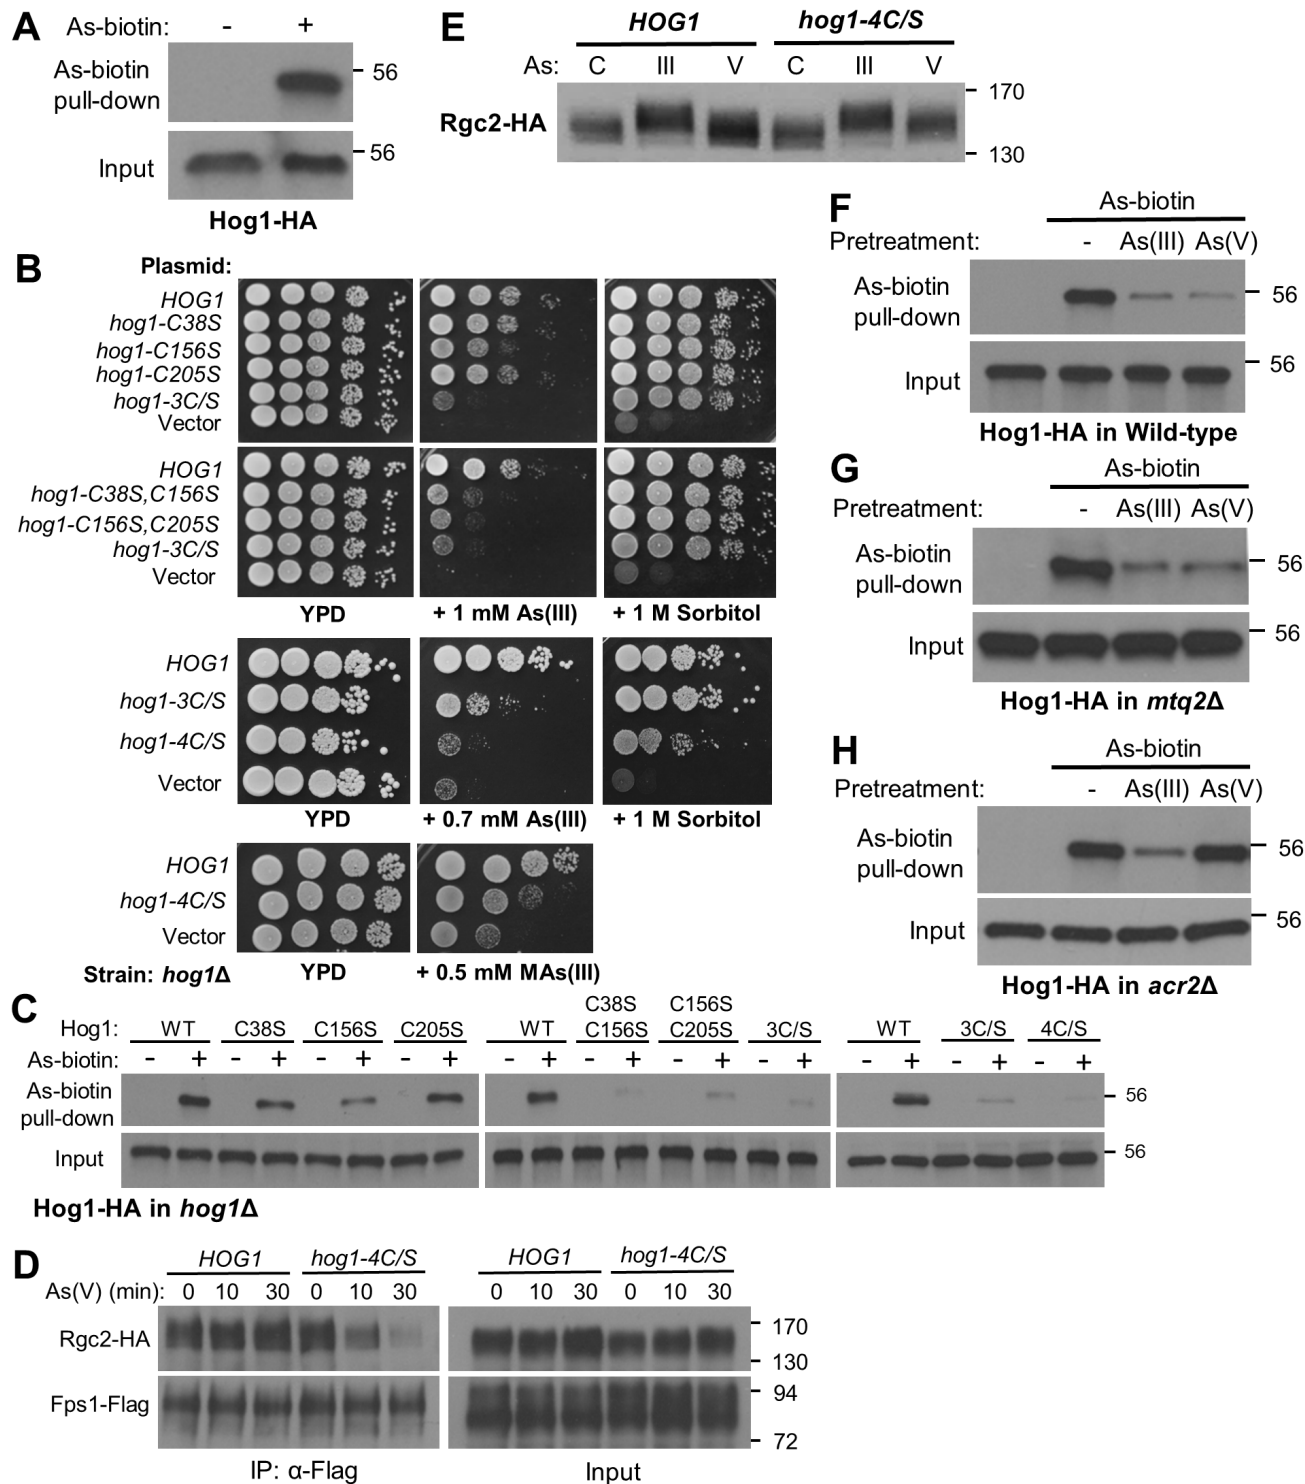 A
As-biotin: - +
As-biotin
pull-down
56
Input
56
Hog1-HA
B
Plasmid:
HOG1
hog1-C38S
hog1-C156S
hog1-C205S
hog1-3C/S
Vector
HOG1
hog1-C38S,C156S
hog1-C156S,C205S
hog1-3C/S
Vector
YPD + 1 mM As(III) + 1 M Sorbitol
HOG1
hog1-3C/S
hog1-4C/S
Vector
YPD + 0.7 mM As(III) + 1 M Sorbitol
HOG1
hog1-4C/S
Vector
Strain: hog1Δ YPD + 0.5 mM MAs(III)
C
C38S C156S
Hog1: WT C38S C156S C205S WT C156S C205S 3C/S WT 3C/S 4C/S
As-biotin: - + - + - + - + - + - + - + - + - + - + - +
As-biotin
pull-down
56
Input
56
Hog1-HA in hog1Δ
D
HOG1 hog1-4C/S HOG1 hog1-4C/S
As(V) (min): 0 10 30 0 10 30 0 10 30 0 10 30
Rgc2-HA
170
130
Fps1-Flag
94
72
IP: α-Flag Input
E
HOG1 hog1-4C/S
As: C III V C III V
Rgc2-HA
170
130
F
As-biotin
Pretreatment: - As(III) As(V)
As-biotin
pull-down
56
Input
56
Hog1-HA in Wild-type
G
As-biotin
Pretreatment: - As(III) As(V)
As-biotin
pull-down
56
Input
56
Hog1-HA in mtq2Δ
H
As-biotin
Pretreatment: - As(III) As(V)
As-biotin
pull-down
56
Input
56
Hog1-HA in acr2Δ